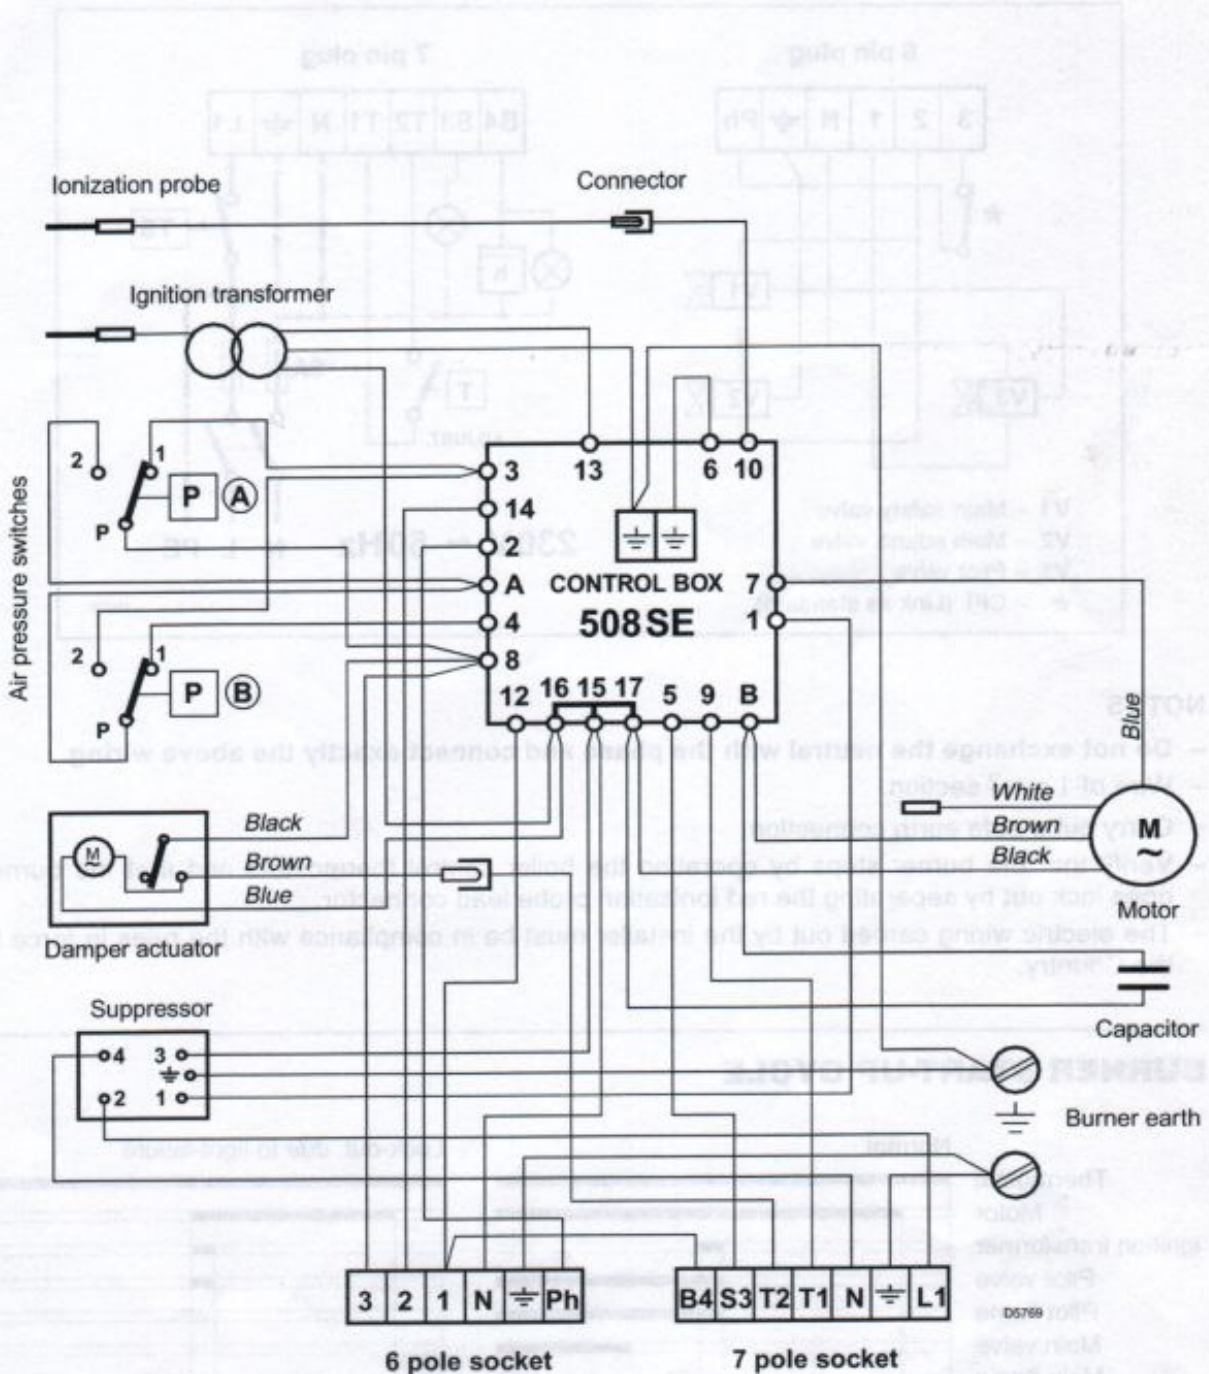 Ionization probe
Connector
Ignition transformer
Air pressure switches
2
1
P
P
A
3
13
6
10
14
2
A
CONTROL BOX
7
4
508SE
1
8
2
1
P
P
B
12
16
15
17
5
9
B
Blue
Black
White
M
Brown
Brown
M
~
Blue
Black
Motor
Damper actuator
Suppressor
Capacitor
4
3
2
1
Burner earth
3
2
1
N
Ph
B4
S3
T2
T1
N
L1
D5769
6 pole socket
7 pole socket